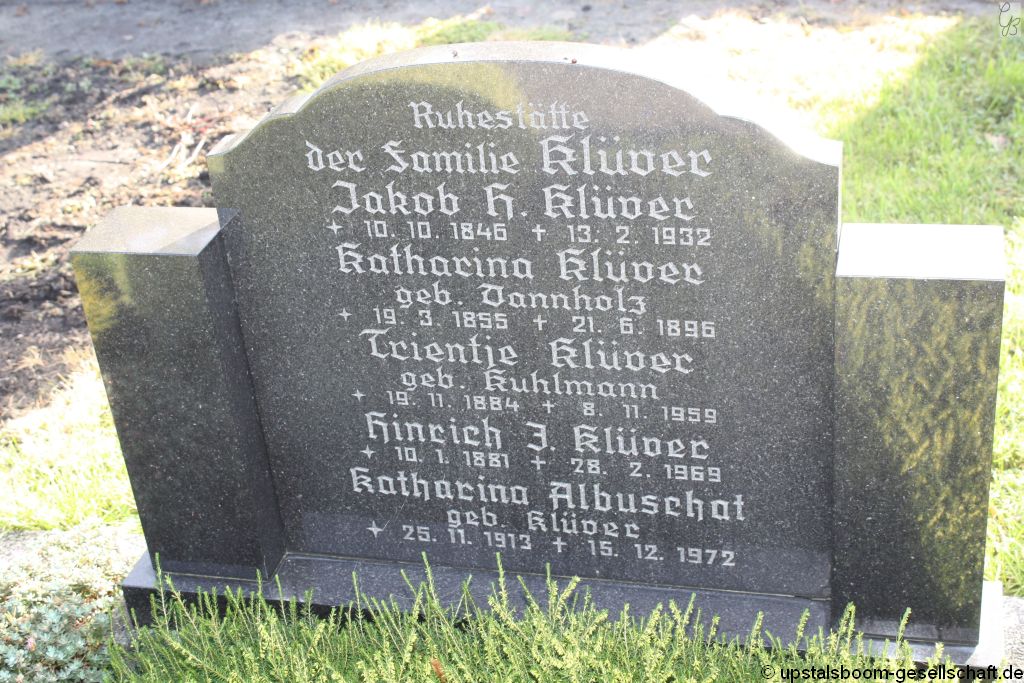 Ruhestätte
der Familie Klüver
Jakob H. Klüver
+ 10. 10. 1846 + 13. 2. 1932
Katharina Klüver
geb. Dannholz
+ 19. 3. 1855 + 21. 6. 1896
Trientje Klüver
geb. Kuhlmann
+ 19. 11. 1884 + 8. 11. 1959
Hinrich J. Klüver
+ 10. 1. 1881 + 28. 2. 1969
Katharina Albuschat
geb. Klüver
+ 25. 11. 1913 + 15. 12. 1972
© upstalsboom-gesellschaft.de